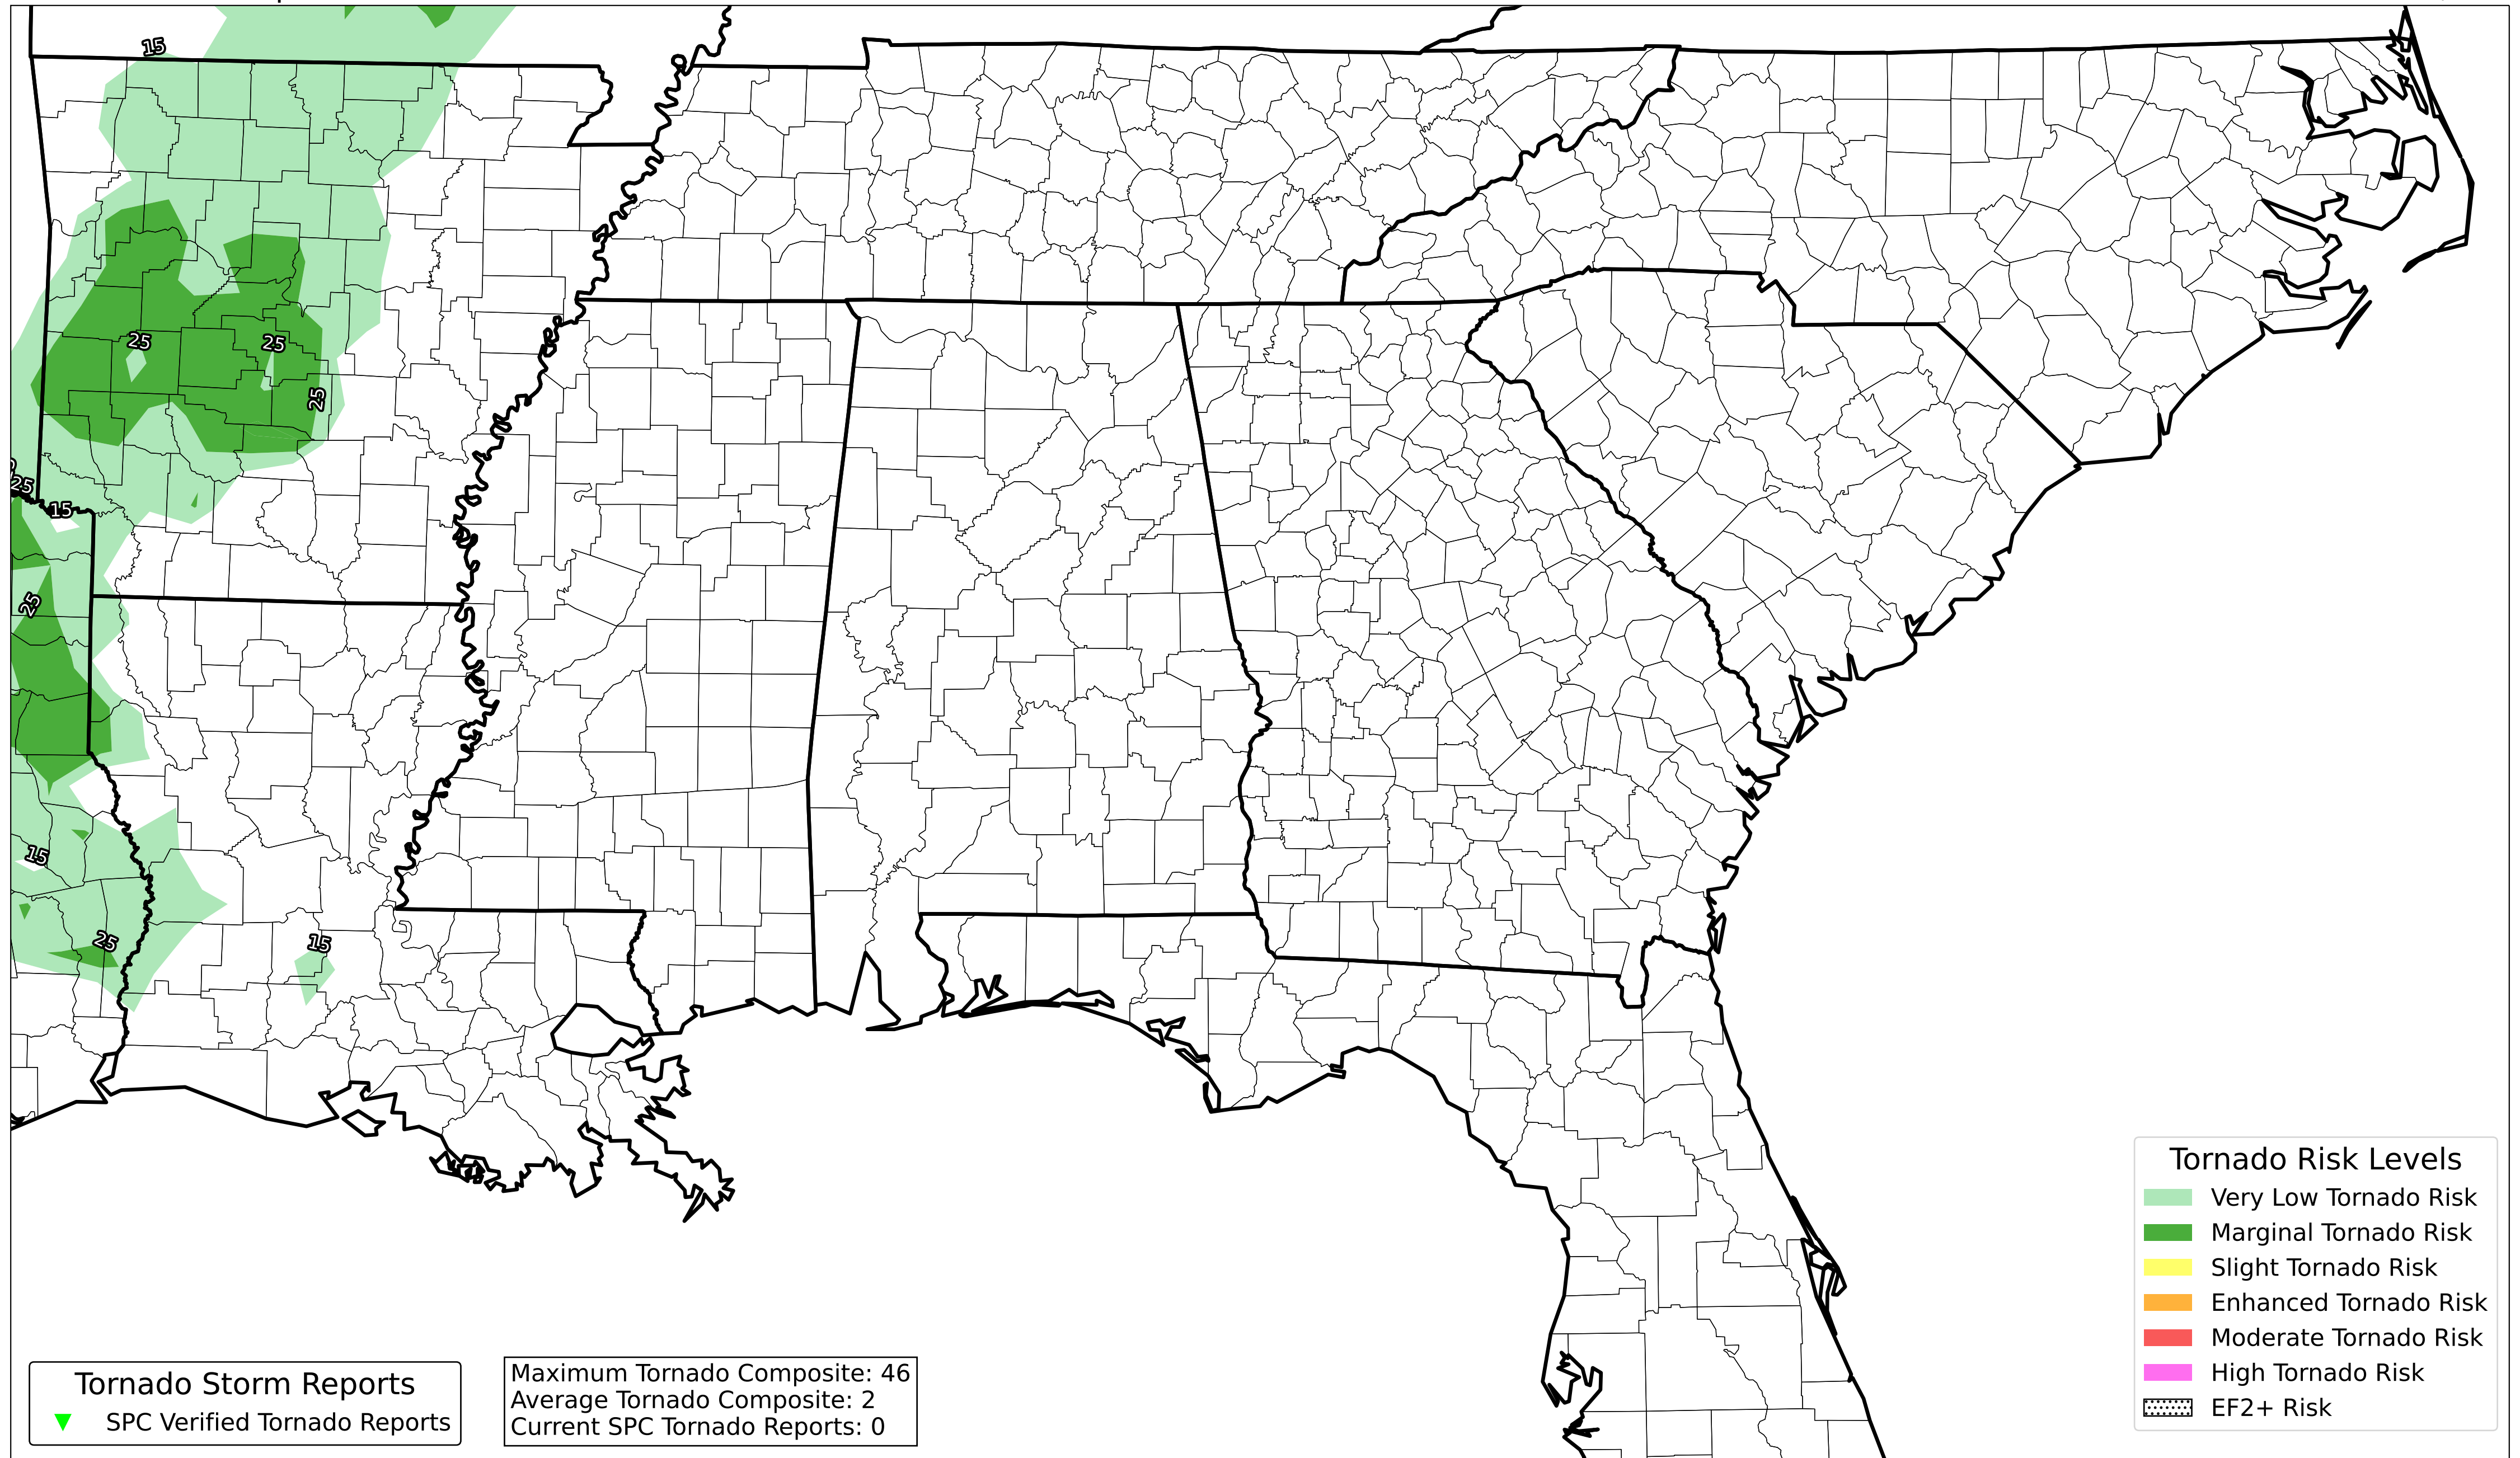 15
25
25
25
25
15
25
15
25
15
Tornado Risk Levels
Very Low Tornado Risk
Marginal Tornado Risk
Slight Tornado Risk
Enhanced Tornado Risk
Moderate Tornado Risk
High Tornado Risk
EF2+ Risk
Tornado Storm Reports
SPC Verified Tornado Reports
Maximum Tornado Composite: 46
Average Tornado Composite: 2
Current SPC Tornado Reports: 0